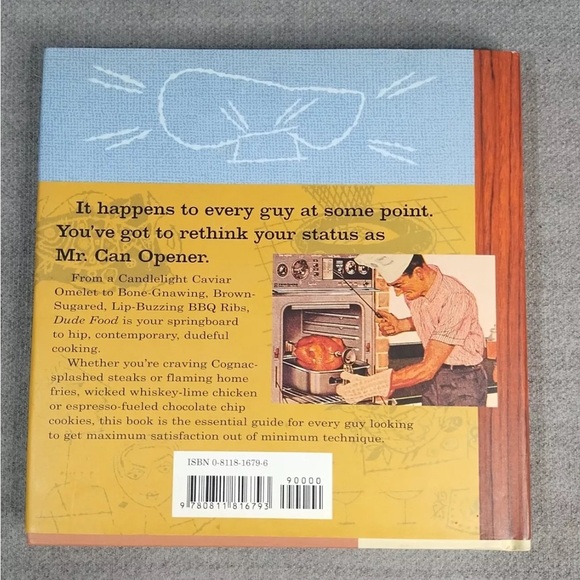 It happens to every guy at some point.
You've got to rethink your status as
Mr. Can Opener.
From a Candlelight Caviar
Omelet to Bone-Gnawing, Brown-
Sugared, Lip-Buzzing BBQ Ribs,
Dude Food is your springboard
to hip, contemporary, dudeful
cooking.
Whether you're craving Cognac-
splashed steaks or flaming home
fries, wicked whiskey-lime chicken
or espresso-fueled chocolate chip
cookies, this book is the essential guide for every guy looking
to get maximum satisfaction out of minimum technique.
ISBN 0-8118-1679-6
90000
9 780811 816793